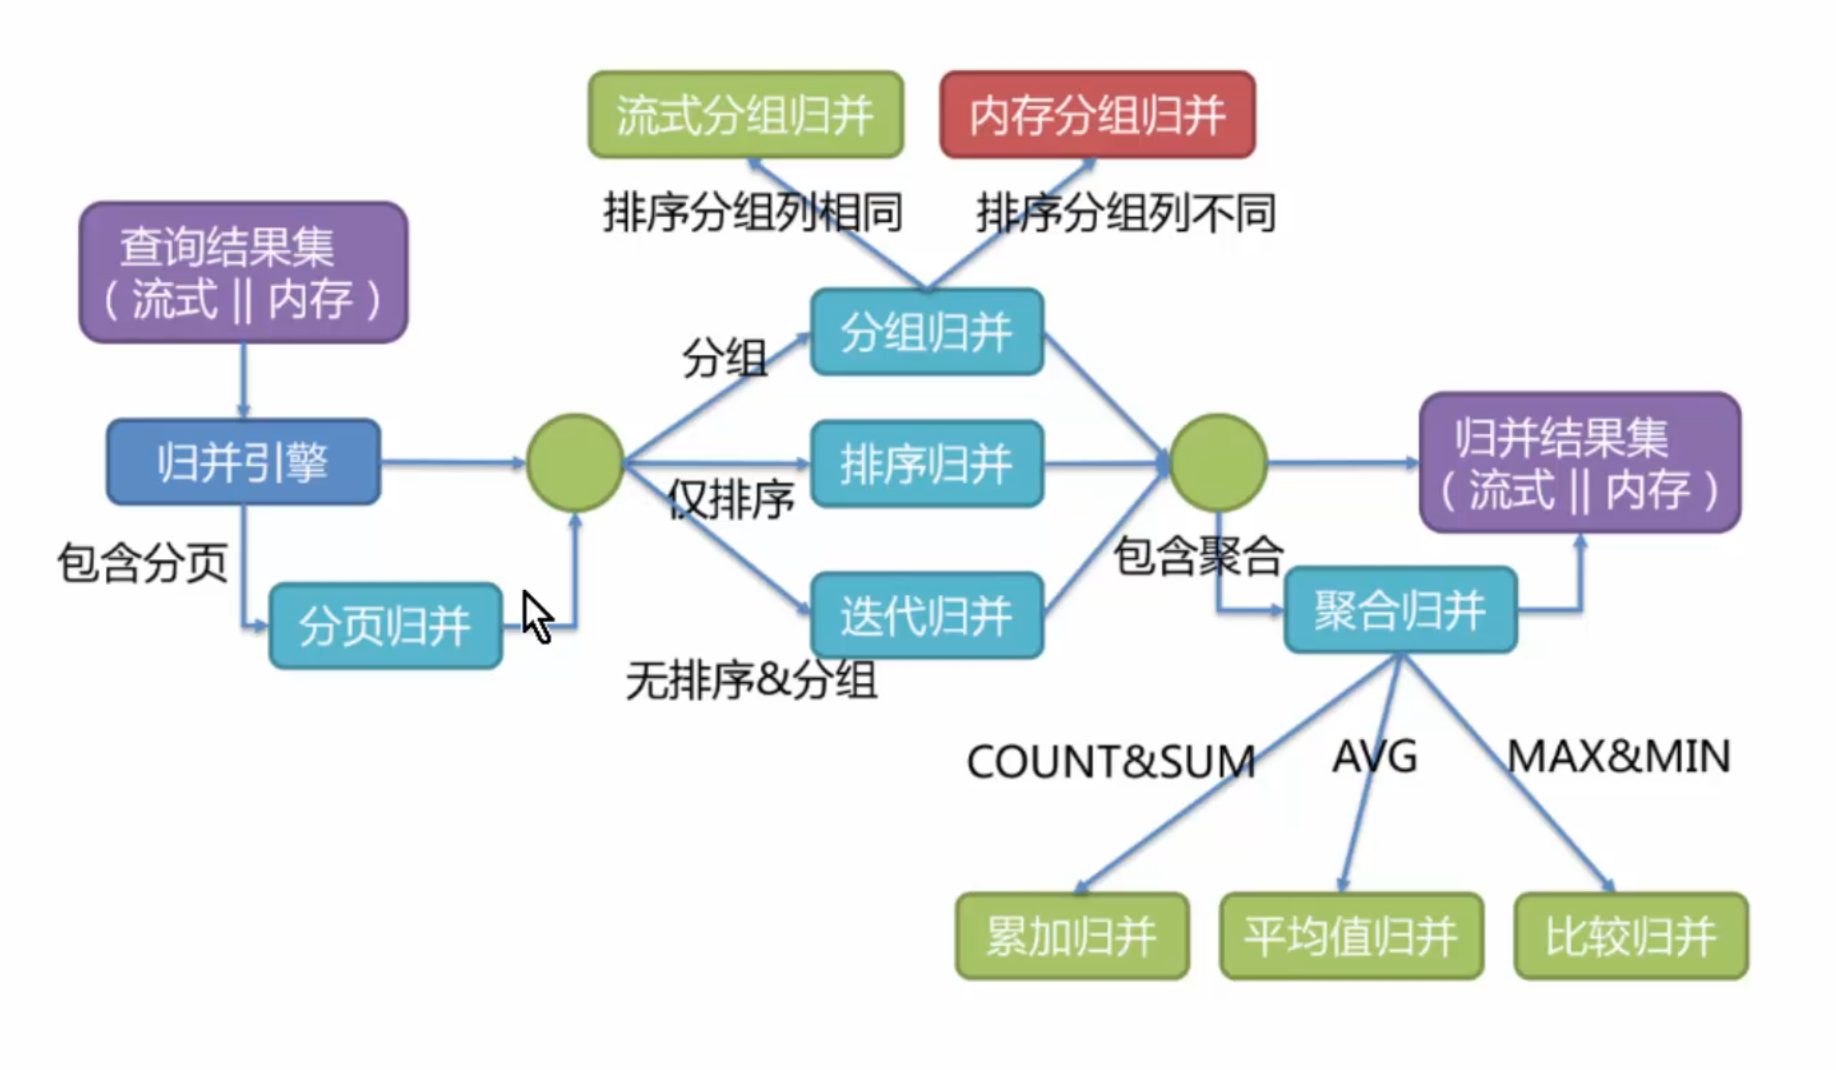 流式分组归并
内存分组归并
排序分组列相同
排序分组列不同
查询结果集
（流式 || 内存）
分组归并
分组
归并引擎
排序归并
仅排序
归并结果集
（流式 || 内存）
包含分页
分页归并
迭代归并
无排序&分组
包含聚合
聚合归并
COUNT&SUM
AVG
MAX&MIN
累加归并
平均值归并
比较归并